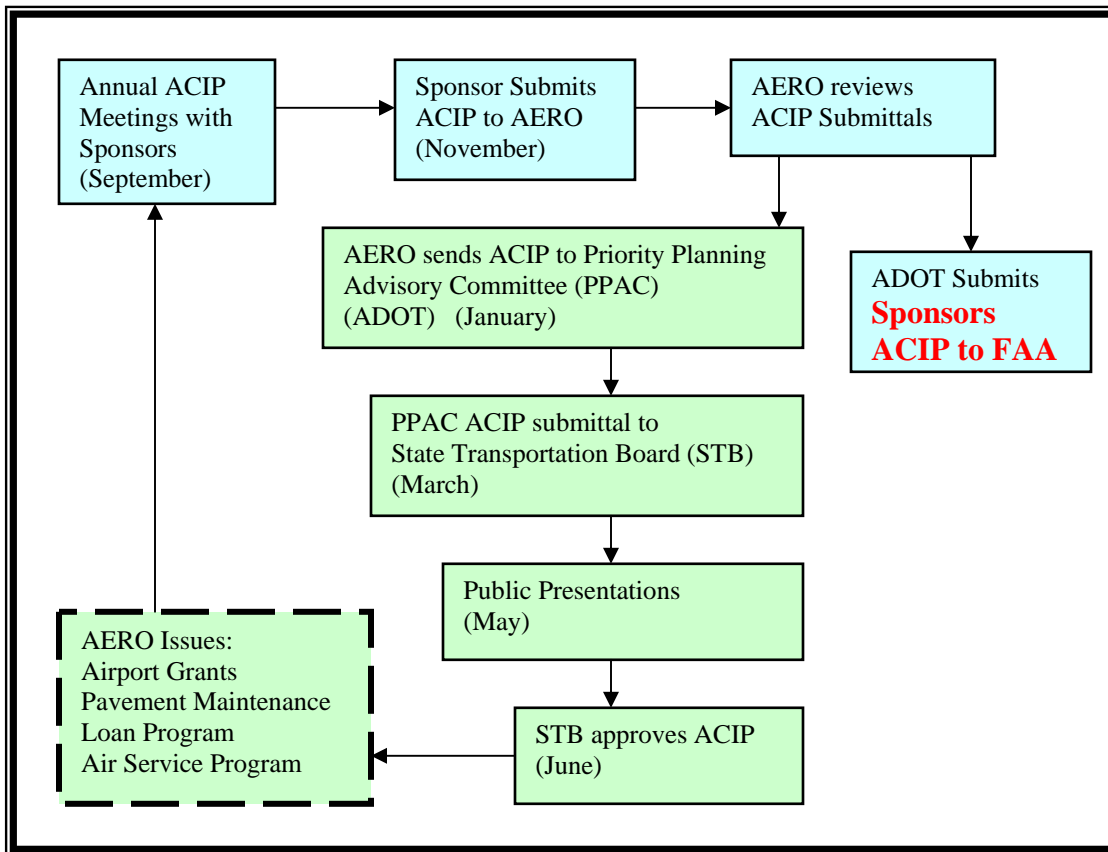 Annual ACIP
Meetings with
Sponsors
(September)
Sponsor Submits
ACIP to AERO
(November)
AERO reviews
ACIP Submittals
AERO sends ACIP to Priority Planning
Advisory Committee (PPAC)
(ADOT) (January)
ADOT Submits
Sponsors
ACIP to FAA
PPAC ACIP submittal to
State Transportation Board (STB)
(March)
Public Presentations
(May)
STB approves ACIP
(June)
AERO Issues:
Airport Grants
Pavement Maintenance
Loan Program
Air Service Program